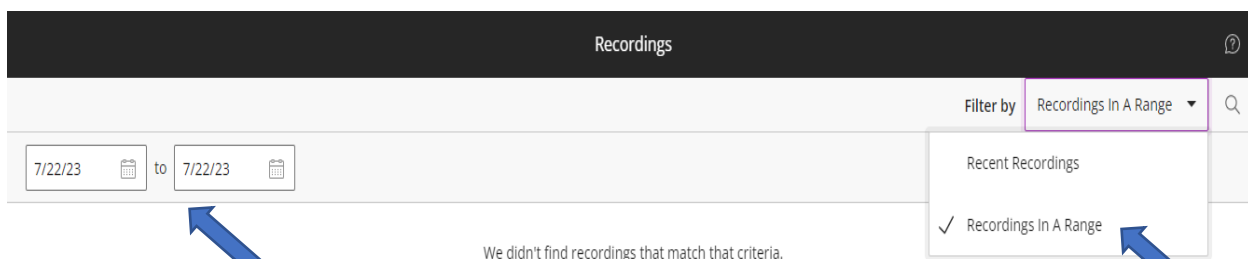 Recordings
Filter by Recordings In A Range
7/22/23 to 7/22/23
Recent Recordings
Recordings In A Range
We didn't find recordings that match that criteria.